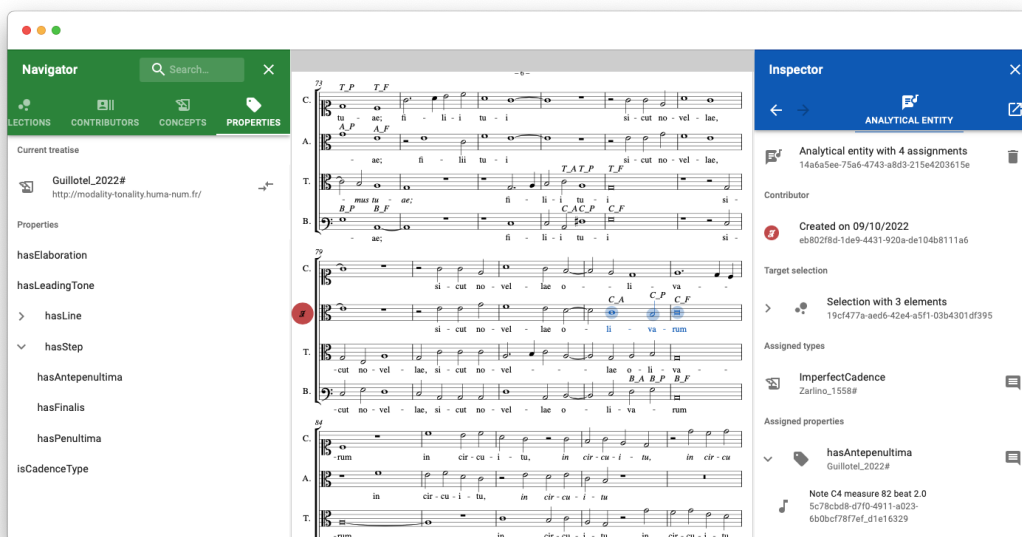 Navigator
Search...
LECTIONS
CONTRIBUTORS
CONCEPTS
PROPERTIES
Current treatise
Guillotel_2022#
http://modality-tonality.huma-num.fr/
Properties
hasElaboration
hasLeadingTone
hasLine
hasStep
hasAntepenultima
hasFinalis
hasPenultima
isCadenceType
– 6 –
73
T_P T_F
C.
tu - ae; fi - li - i tu - i si - cut no - vel - lae,
A_P A_F
A.
- ae; fi - lii tu - i si - cut no - vel - lae,
T_A T_P T_F
T.
- mus tu - ae; fi - li - i tu - i si -
B_P B_F C_A C_P C_F
B.
- ae; fi - li - i tu - i si -
79
C.
si - cut no - vel - lae o - li - va -
C_A C_P C_F
A.
si - cut no - vel - lae o - li - va - rum
T.
-cut no - vel - lae, si - cut no - vel - lae o - li - va -
B_A B_P B_F
B.
-cut no - vel - lae, si - cut no - vel - lae o - li - va - rum
84
C.
-rum in cir - cu - i - tu, in cir - cu - i - tu, in cir - cu
A.
in cir - cu - i - tu, in cir - cu - i - tu
T.
-rum in cir - cu - i - tu, in cir - cu -
Inspector
ANALYTICAL ENTITY
Analytical entity with 4 assignments
14a6a5ee-75a6-4743-a8d3-215e4203615e
Contributor
Created on 09/10/2022
eb802f8d-1de9-4431-920a-de104b8111a6
Target selection
Selection with 3 elements
19cf477a-aed6-42e4-a5f1-03b4301df395
Assigned types
ImperfectCadence
Zarlino_1558#
Assigned properties
hasAntepenultima
Guillotel_2022#
Note C4 measure 82 beat 2.0
5c78cbd8-d7f0-4911-a023-
6b0bcf78f7ef_d1e16329